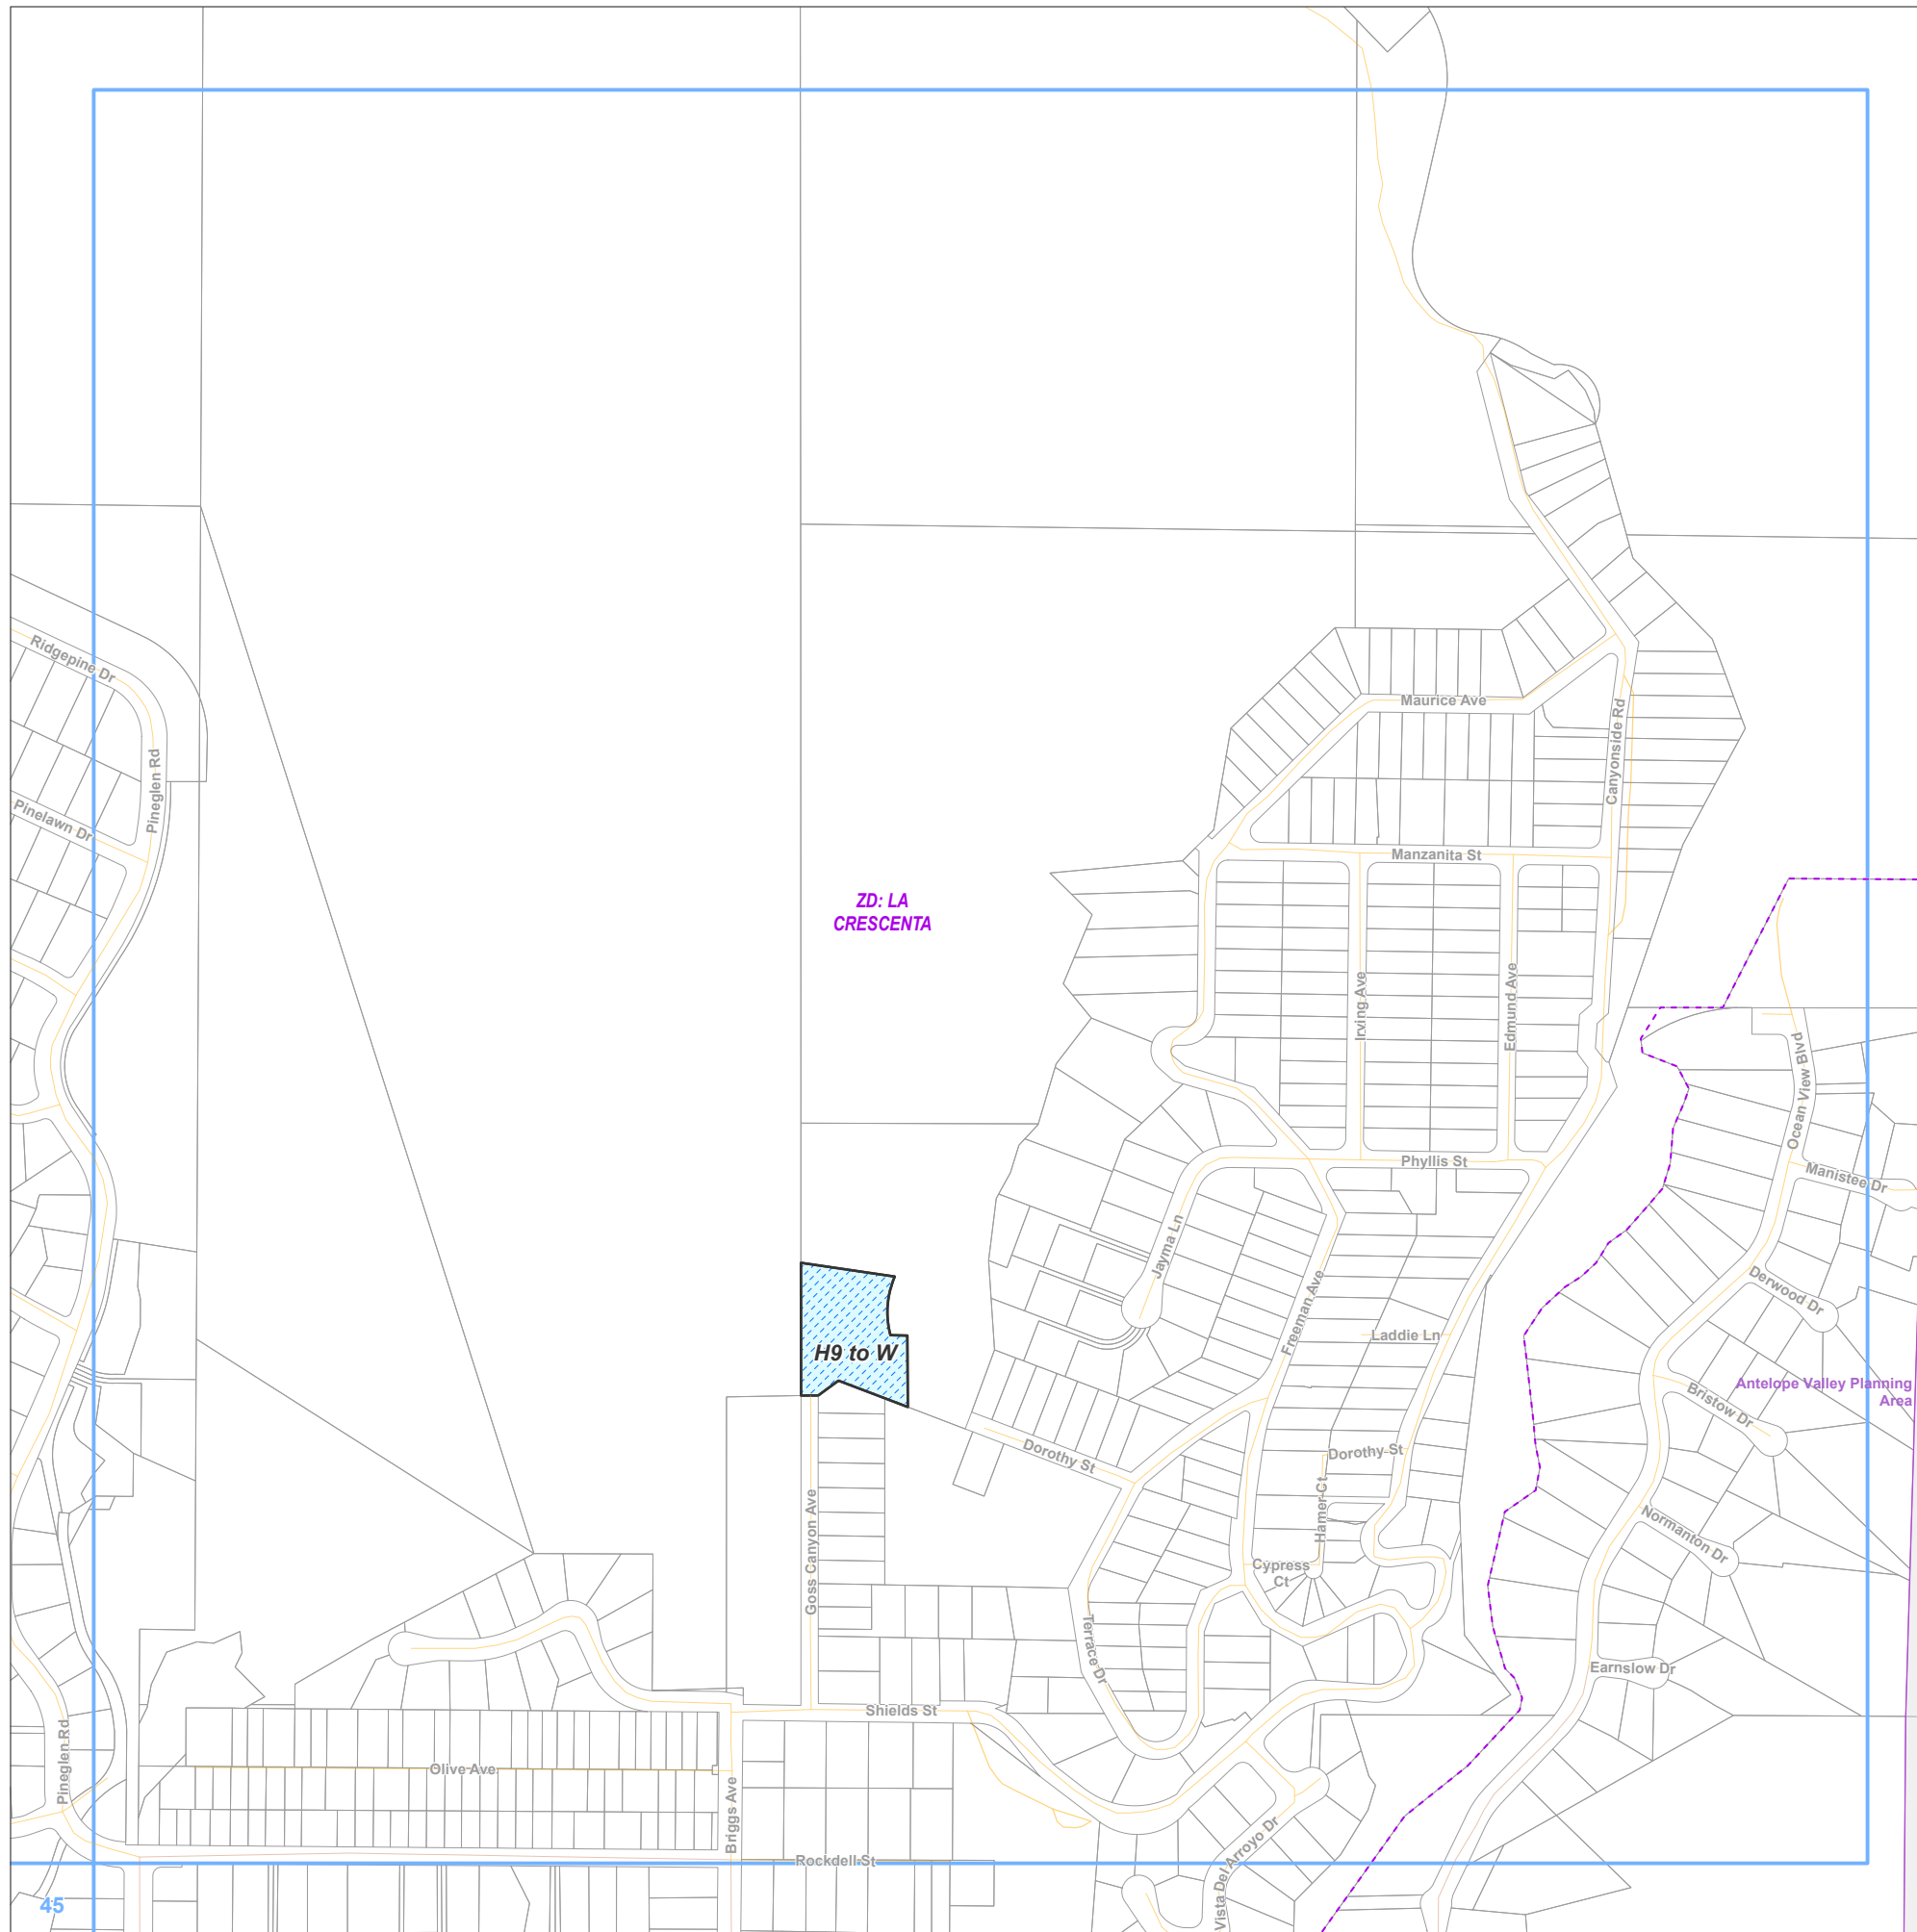 Ridgepine Dr
Pineglen Rd
Pinelawn Dr
Maurice Ave
Canyonside Rd
Manzanita St
ZD: LA
CRESCENTA
Irving Ave
Edmund Ave
Ocean View Blvd
Phyllis St
Manistee Dr
Jayma Ln
Derwood Dr
Freeman Ave
Laddie Ln
H9 to W
Antelope Valley Planning
Area
Bristow Dr
Dorothy St
Dorothy St
Hamer Ct
Goss Canyon Ave
Normanton Dr
Cypress
Ct
Terrace Dr
Earnslow Dr
Shields St
Pineglen Rd
Olive Ave
Briggs Ave
Vista Del Arroyo Dr
Rockdell St
45